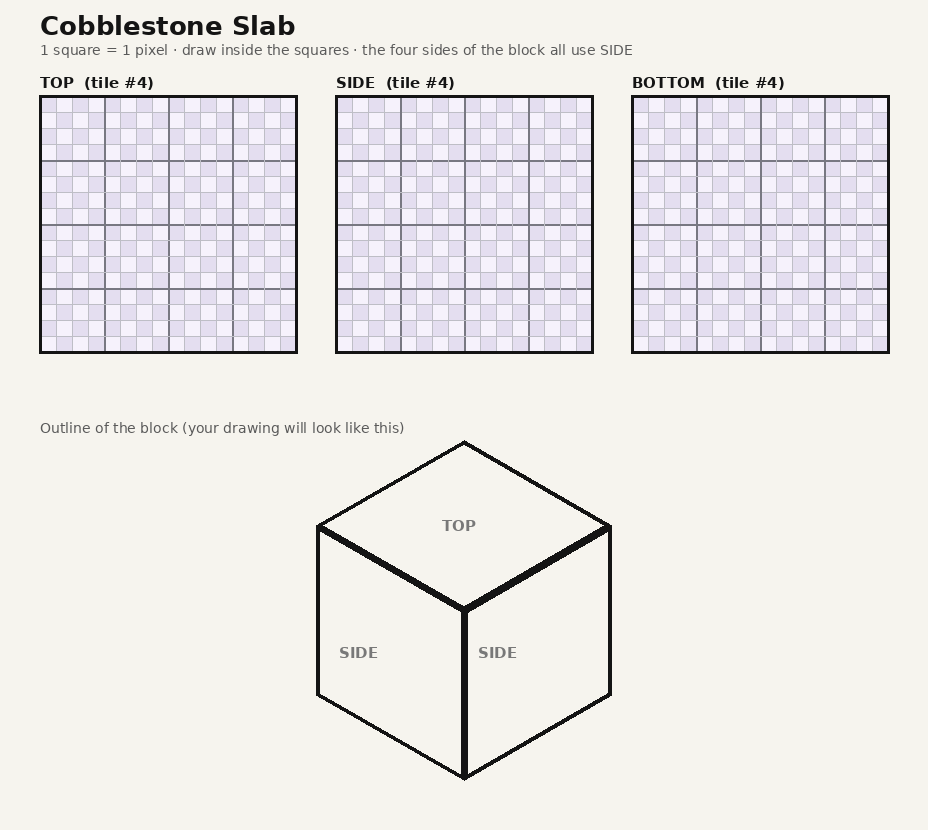 Cobblestone Slab
1 square = 1 pixel · draw inside the squares · the four sides of the block all use SIDE
TOP (tile #4)
SIDE (tile #4)
BOTTOM (tile #4)
Outline of the block (your drawing will look like this)
TOP
SIDE
SIDE